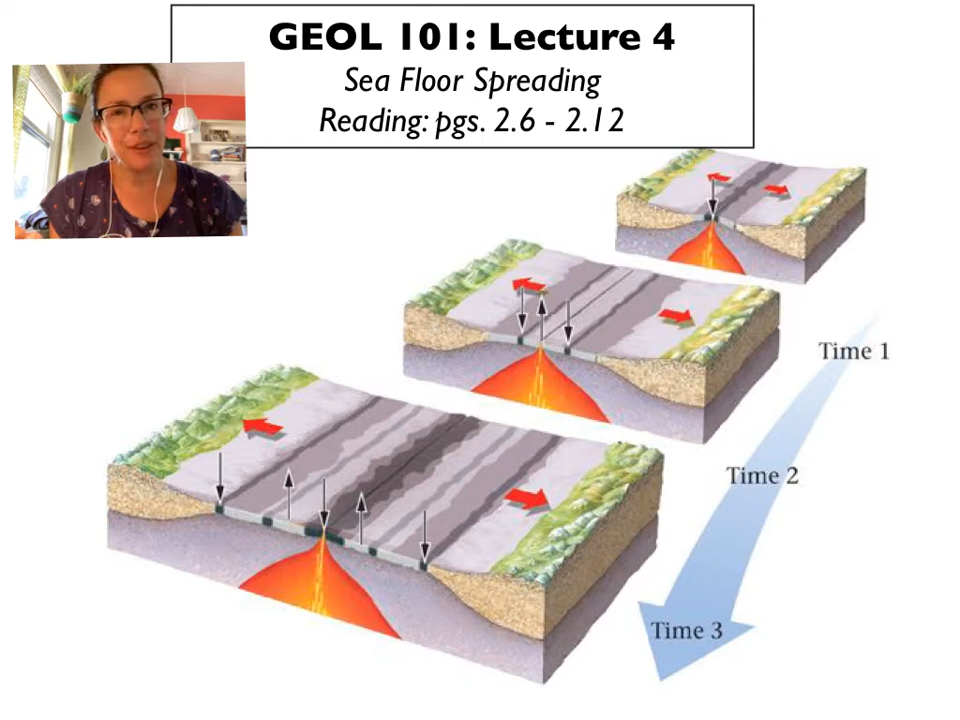 GEOL 101: Lecture 4
Sea Floor Spreading
Reading: pgs. 2.6 - 2.12
Time 1
Time 2
Time 3